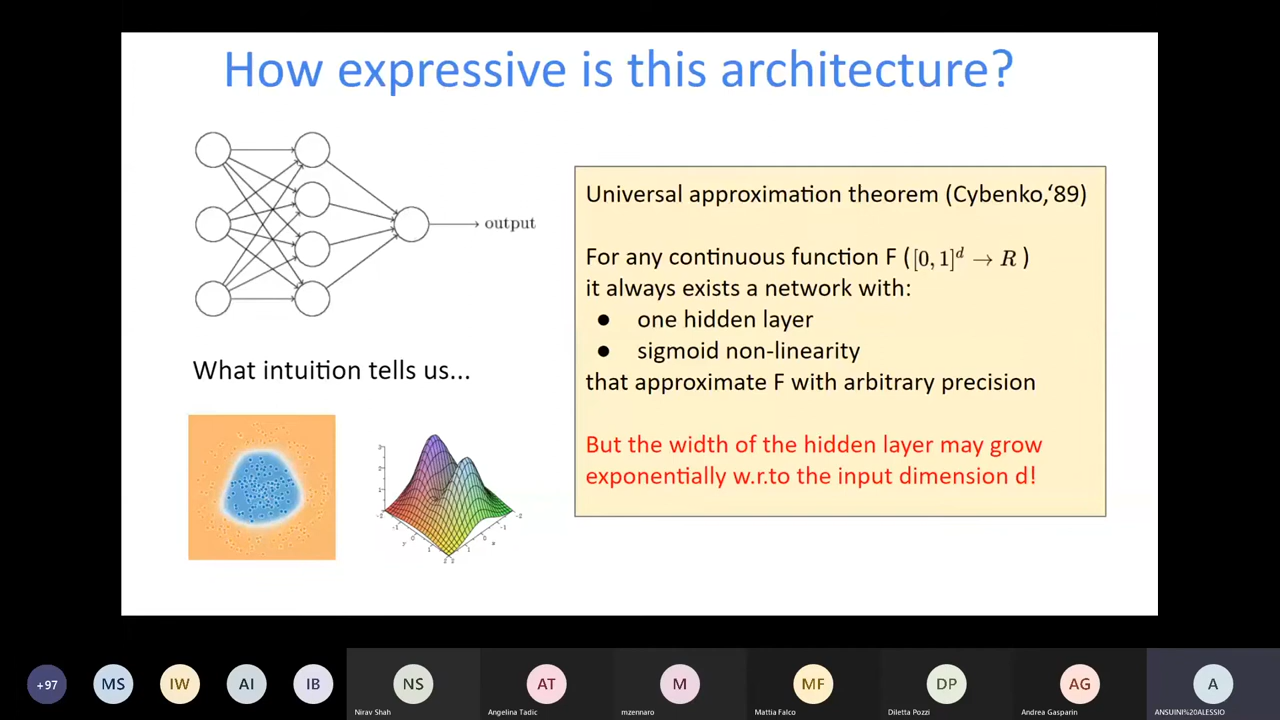 How expressive is this architecture?
output
Universal approximation theorem (Cybenko,‘89)
For any continuous function F ( [0, 1]^d → R )
it always exists a network with:
● one hidden layer
● sigmoid non-linearity
that approximate F with arbitrary precision
But the width of the hidden layer may grow
exponentially w.r.to the input dimension d!
What intuition tells us...
+97
MS
IW
AI
IB
NS
AT
M
MF
DP
AG
A
Nirav Shah
Angelina Tadic
mzennaro
Mattia Falco
Diletta Pozzi
Andrea Gasparin
ANSUINI%20ALESSIO